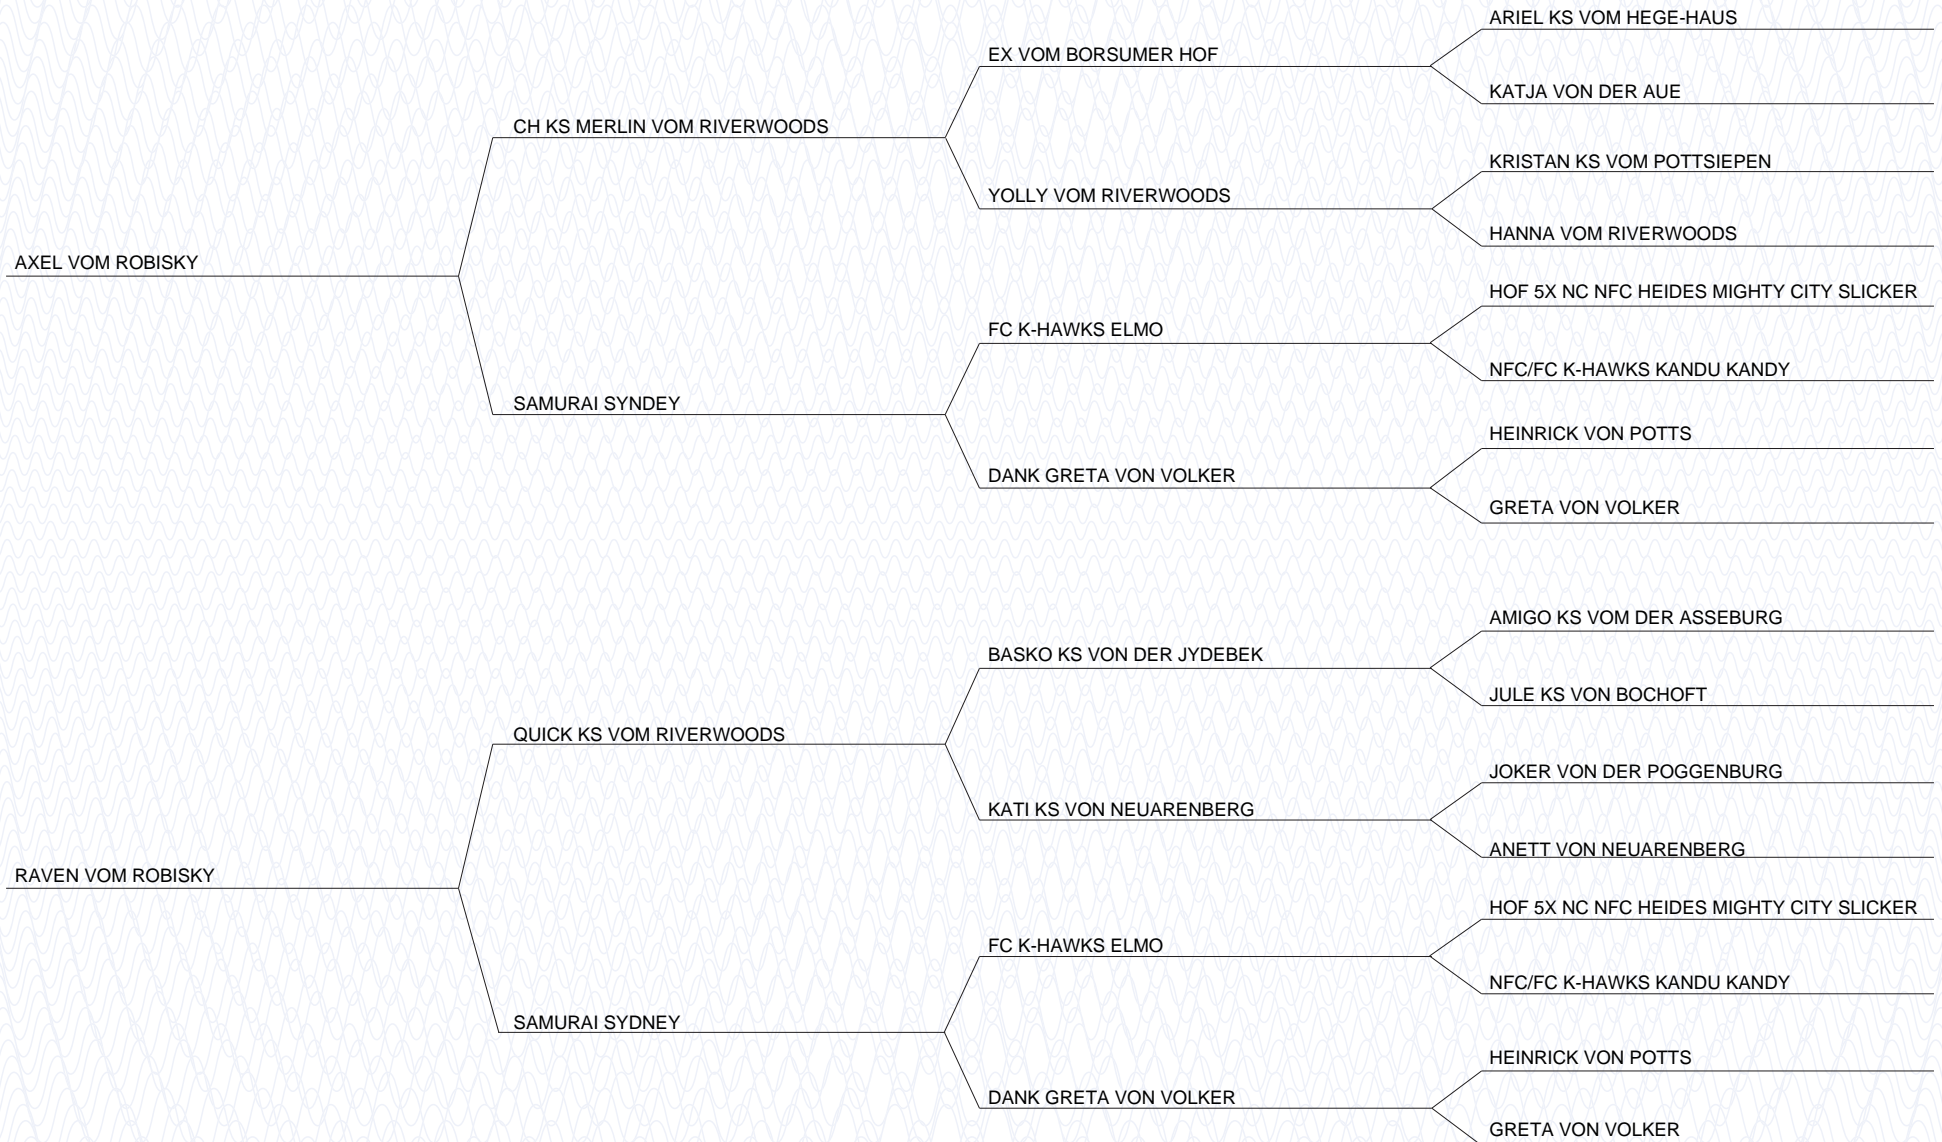 ARIEL KS VOM HEGE-HAUS
EX VOM BORSUMER HOF
KATJA VON DER AUE
CH KS MERLIN VOM RIVERWOODS
KRISTAN KS VOM POTTSIEPEN
YOLLY VOM RIVERWOODS
HANNA VOM RIVERWOODS
AXEL VOM ROBISKY
HOF 5X NC NFC HEIDES MIGHTY CITY SLICKER
FC K-HAWKS ELMO
NFC/FC K-HAWKS KANDU KANDY
SAMURAI SYNDEY
HEINRICK VON POTTS
DANK GRETA VON VOLKER
GRETA VON VOLKER
AMIGO KS VOM DER ASSEBURG
BASKO KS VON DER JYDEBEK
JULE KS VON BOCHOFT
QUICK KS VOM RIVERWOODS
JOKER VON DER POGGENBURG
KATI KS VON NEUARENBERG
ANETT VON NEUARENBERG
RAVEN VOM ROBISKY
HOF 5X NC NFC HEIDES MIGHTY CITY SLICKER
FC K-HAWKS ELMO
NFC/FC K-HAWKS KANDU KANDY
SAMURAI SYDNEY
HEINRICK VON POTTS
DANK GRETA VON VOLKER
GRETA VON VOLKER